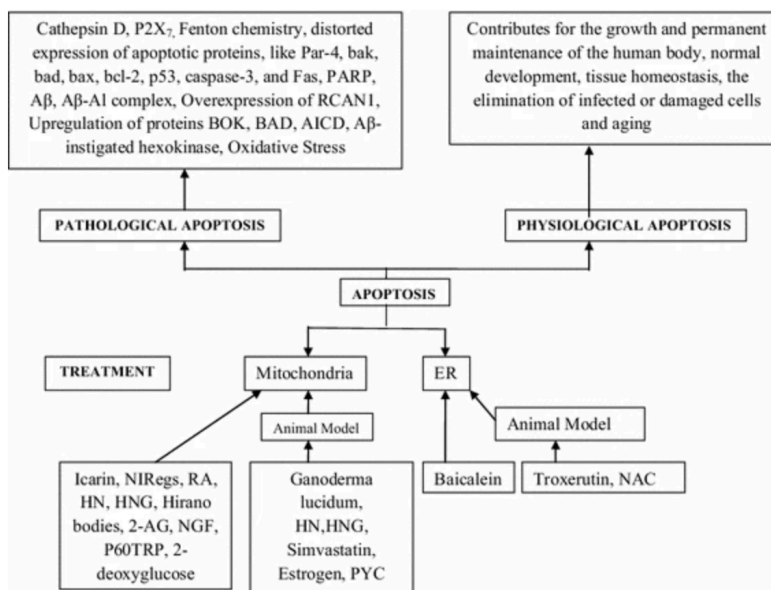 Cathepsin D, P2X₇, Fenton chemistry, distorted
expression of apoptotic proteins, like Par-4, bak,
bad, bax, bcl-2, p53, caspase-3, and Fas, PARP,
Aβ, Aβ-Al complex, Overexpression of RCAN1,
Upregulation of proteins BOK, BAD, AICD, Aβ-
instigated hexokinase, Oxidative Stress
Contributes for the growth and permanent
maintenance of the human body, normal
development, tissue homeostasis, the
elimination of infected or damaged cells
and aging
PATHOLOGICAL APOPTOSIS
PHYSIOLOGICAL APOPTOSIS
APOPTOSIS
TREATMENT
Mitochondria
ER
Animal Model
Animal Model
Icarin, NIRegs, RA,
HN, HNG, Hirano
bodies, 2-AG, NGF,
P60TRP, 2-
deoxyglucose
Ganoderma
lucidum,
HN,HNG,
Simvastatin,
Estrogen, PYC
Baicalein
Troxerutin, NAC